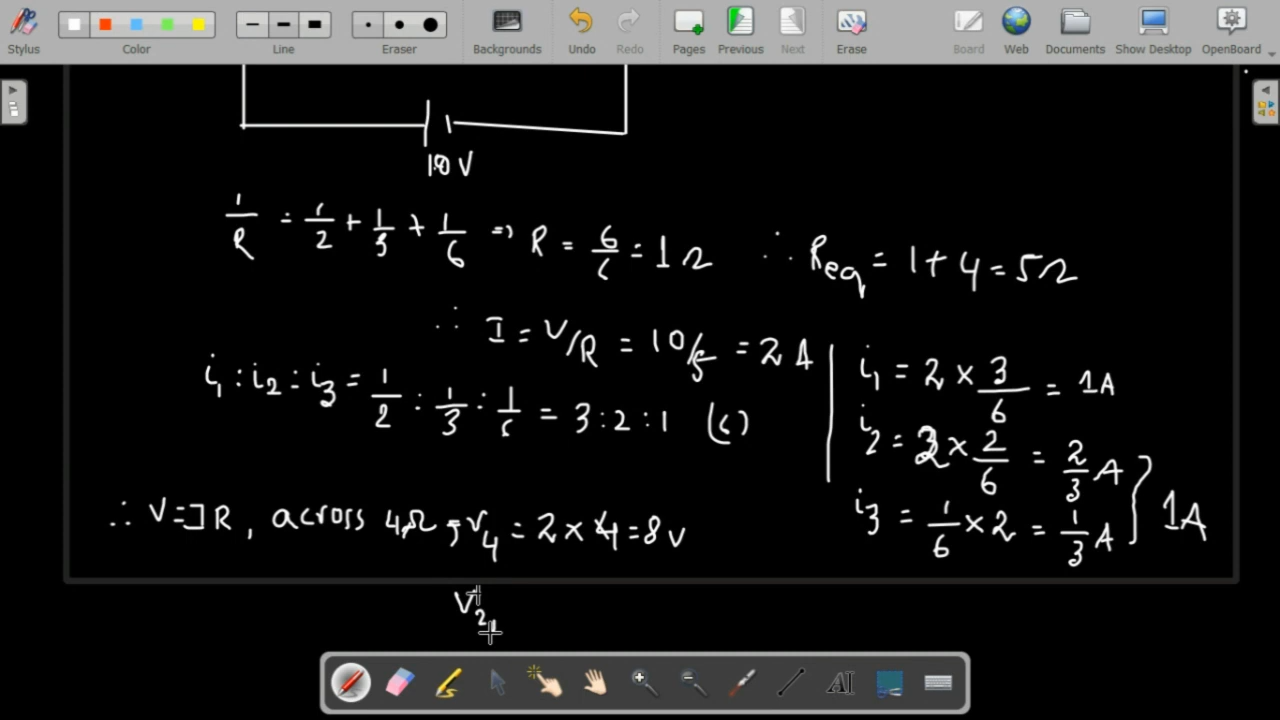 Stylus Color Line Eraser Backgrounds Undo Redo Pages Previous Next Erase Board Web Documents Show Desktop OpenBoard
10 V
1/R = 1/2 + 1/3 + 1/6 => R = 6/6 = 1 Ω ∴ Req = 1 + 4 = 5Ω
∴ I = V/R = 10/5 = 2 A
i1 : i2 : i3 = 1/2 : 1/3 : 1/6 = 3 : 2 : 1 (6)
i1 = 2 × 3/6 = 1A
i2 = 2 × 2/6 = 2/3 A
i3 = 1/6 × 2 = 1/3 A } 1A
∴ V = IR, across 4Ω ; V4 = 2 × 4 = 8 V
V2,
AI